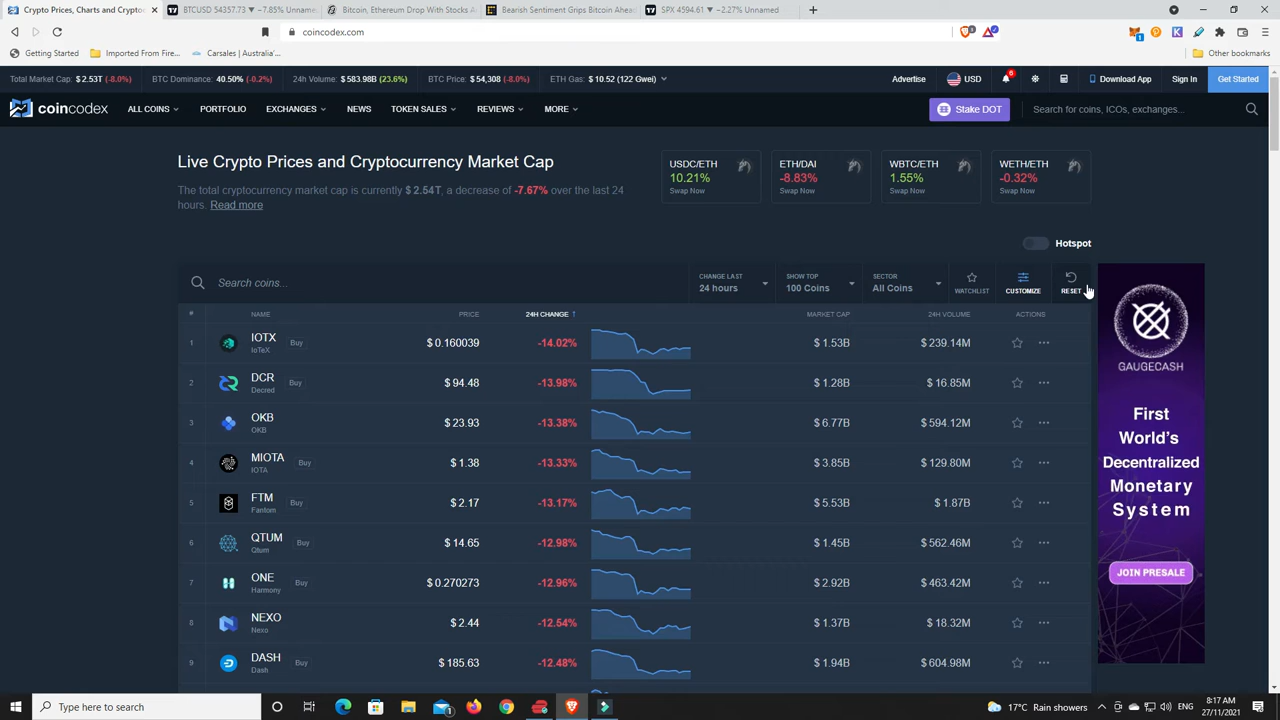 Crypto Prices, Charts and Cryptoc
BTCUSD 54357.73 ▼ −7.85% Unname
Bitcoin, Ethereum Drop With Stocks A
Bearish Sentiment Grips Bitcoin Ahea
SPX 4594.61 ▼ −2.27% Unnamed
coincodex.com
3
Getting Started
Imported From Fire...
Carsales | Australia'...
Other bookmarks
Total Market Cap: $ 2.53T (-8.0%)
BTC Dominance: 40.50% (-0.2%)
24h Volume: $ 583.98B (23.6%)
BTC Price: $ 54,308 (-8.0%)
ETH Gas: $ 10.52 (122 Gwei)
Advertise
USD
6
Download App
Sign In
Get Started
coincodex
ALL COINS
PORTFOLIO
EXCHANGES
NEWS
TOKEN SALES
REVIEWS
MORE
Stake DOT
Search for coins, ICOs, exchanges...
Live Crypto Prices and Cryptocurrency Market Cap
The total cryptocurrency market cap is currently $ 2.54T, a decrease of -7.67% over the last 24
hours. Read more
USDC/ETH
10.21%
Swap Now
ETH/DAI
-8.83%
Swap Now
WBTC/ETH
1.55%
Swap Now
WETH/ETH
-0.32%
Swap Now
Hotspot
Search coins...
CHANGE LAST
24 hours
SHOW TOP
100 Coins
SECTOR
All Coins
WATCHLIST
CUSTOMIZE
RESET
# NAME PRICE 24H CHANGE ↑ MARKET CAP 24H VOLUME ACTIONS
1 IOTX Buy $ 0.160039 -14.02% $ 1.53B $ 239.14M
IoTeX
2 DCR Buy $ 94.48 -13.98% $ 1.28B $ 16.85M
Decred
3 OKB $ 23.93 -13.38% $ 6.77B $ 594.12M
OKB
4 MIOTA Buy $ 1.38 -13.33% $ 3.85B $ 129.80M
IOTA
5 FTM Buy $ 2.17 -13.17% $ 5.53B $ 1.87B
Fantom
6 QTUM Buy $ 14.65 -12.98% $ 1.45B $ 562.46M
Qtum
7 ONE Buy $ 0.270273 -12.96% $ 2.92B $ 463.42M
Harmony
8 NEXO Buy $ 2.44 -12.54% $ 1.37B $ 18.32M
Nexo
9 DASH Buy $ 185.63 -12.48% $ 1.94B $ 604.98M
Dash
GAUGECASH
First
World's
Decentralized
Monetary
System
JOIN PRESALE
Type here to search
17°C Rain showers
8:17 AM
27/11/2021